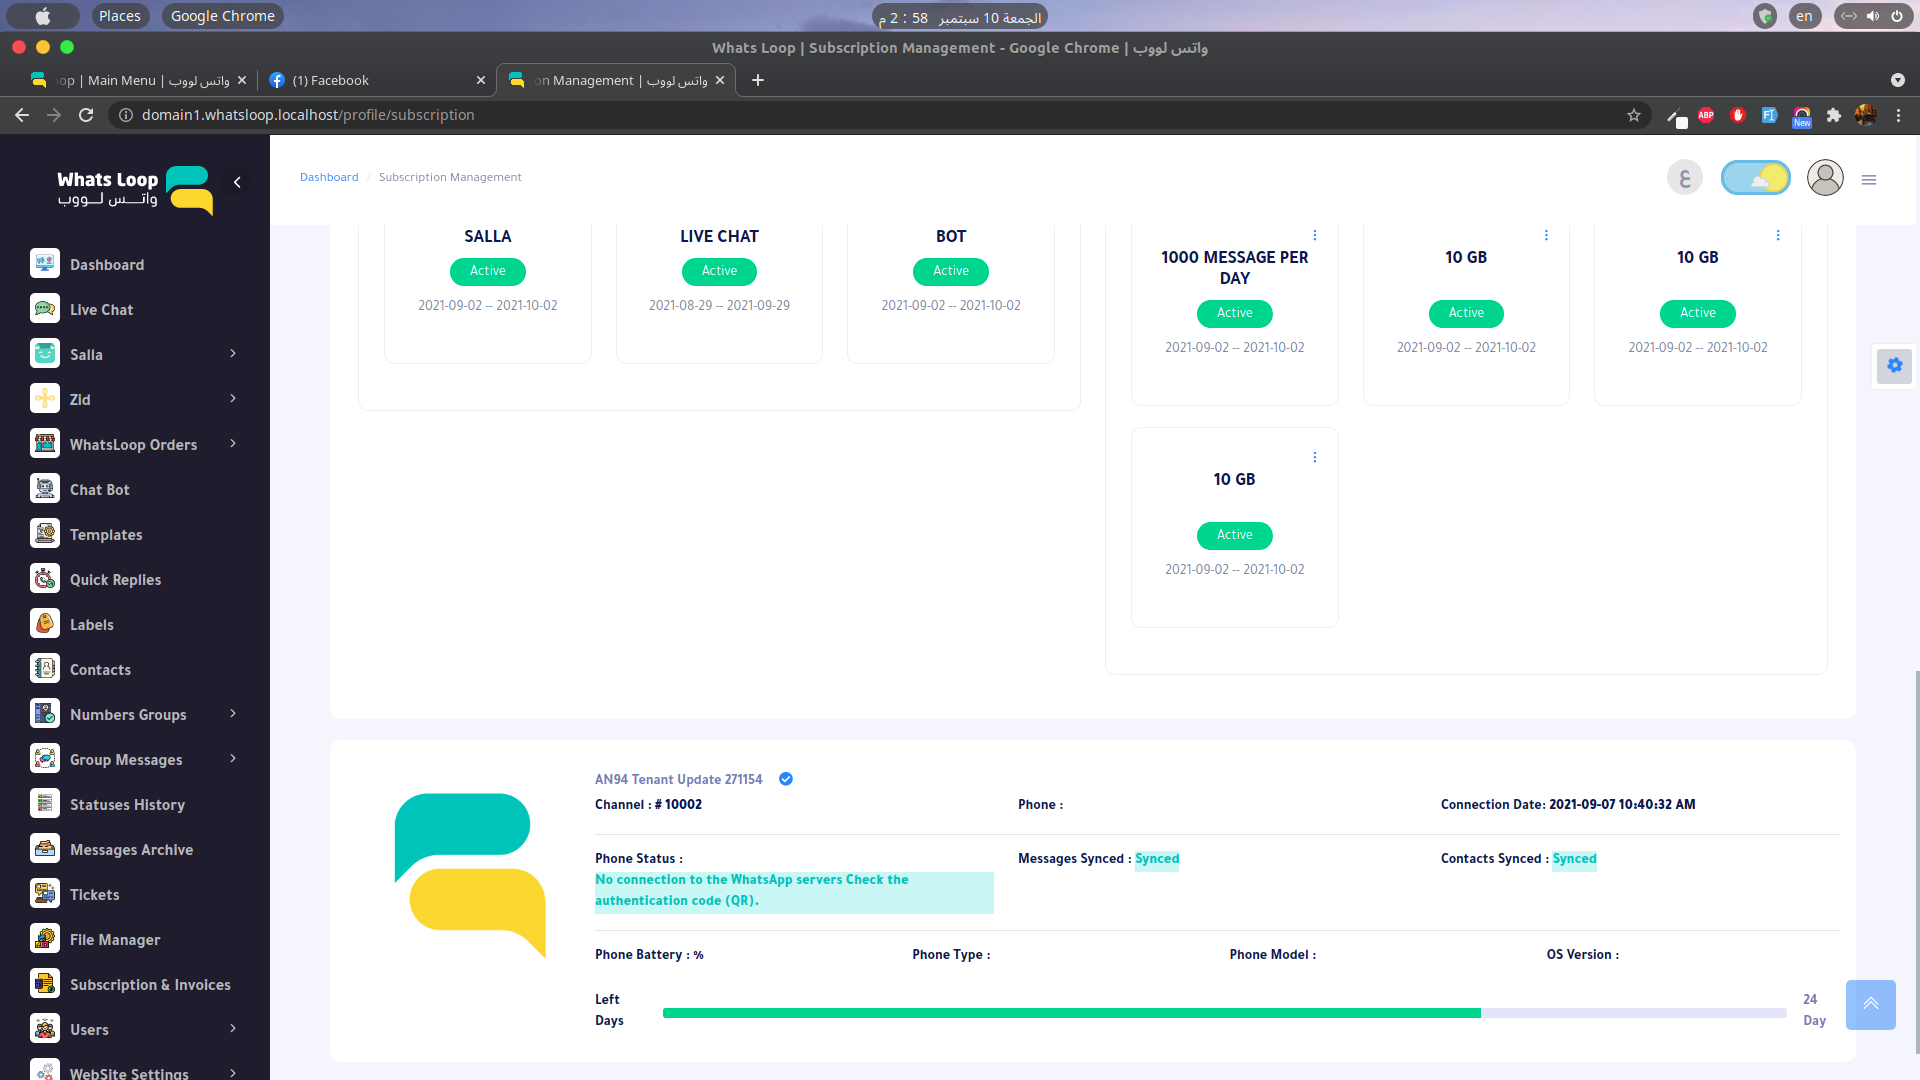 Places
Google Chrome
الجمعة 10 سبتمبر 2 : 58 م
en
Whats Loop | Subscription Management - Google Chrome | واتس لووب
op | Main Menu | واتس لووب
(1) Facebook
on Management | واتس لووب
domain1.whatsloop.localhost/profile/subscription
ABP
New
Whats Loop
واتــس لـــووب
Dashboard / Subscription Management
ع
Dashboard
Live Chat
Salla
Zid
WhatsLoop Orders
Chat Bot
Templates
Quick Replies
Labels
Contacts
Numbers Groups
Group Messages
Statuses History
Messages Archive
Tickets
File Manager
Subscription & Invoices
Users
WebSite Settings
SALLA
Active
2021-09-02 -- 2021-10-02
LIVE CHAT
Active
2021-08-29 -- 2021-09-29
BOT
Active
2021-09-02 -- 2021-10-02
1000 MESSAGE PER
DAY
Active
2021-09-02 -- 2021-10-02
10 GB
Active
2021-09-02 -- 2021-10-02
10 GB
Active
2021-09-02 -- 2021-10-02
10 GB
Active
2021-09-02 -- 2021-10-02
AN94 Tenant Update 271154
Channel : # 10002
Phone :
Connection Date: 2021-09-07 10:40:32 AM
Phone Status :
No connection to the WhatsApp servers Check the
authentication code (QR).
Messages Synced : Synced
Contacts Synced : Synced
Phone Battery : %
Phone Type :
Phone Model :
OS Version :
Left
Days
24
Day